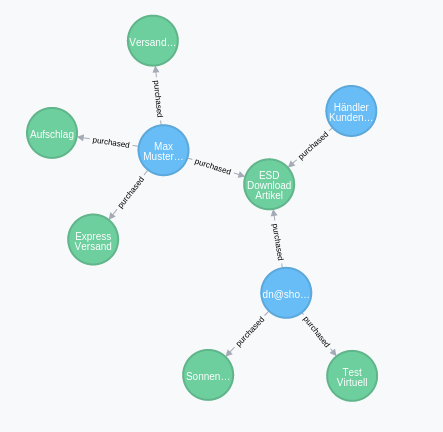 Versand…
purchased
Aufschlag
purchased
Max
Muster…
purchased
Händler
Kunden…
purchased
ESD
Download
Artikel
purchased
Express
Versand
purchased
dn@sho…
purchased
purchased
Sonnen…
Test
Virtuell